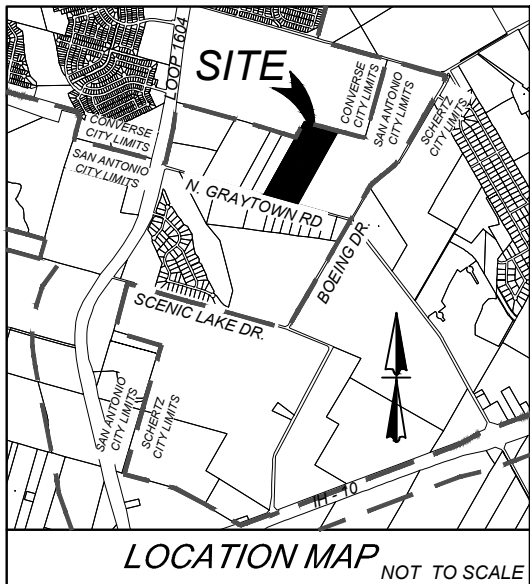 LOOP 1604
SITE
CONVERSE
CITY LIMITS
SAN ANTONIO
CITY LIMITS
CONVERSE
CITY LIMITS
SAN ANTONIO
CITY LIMITS
SCHERTZ
CITY LIMITS
N. GRAYTOWN RD
BOEING DR.
SCENIC LAKE DR.
SAN ANTONIO
CITY LIMITS
SCHERTZ
CITY LIMITS
IH - 10
LOCATION MAP
NOT TO SCALE